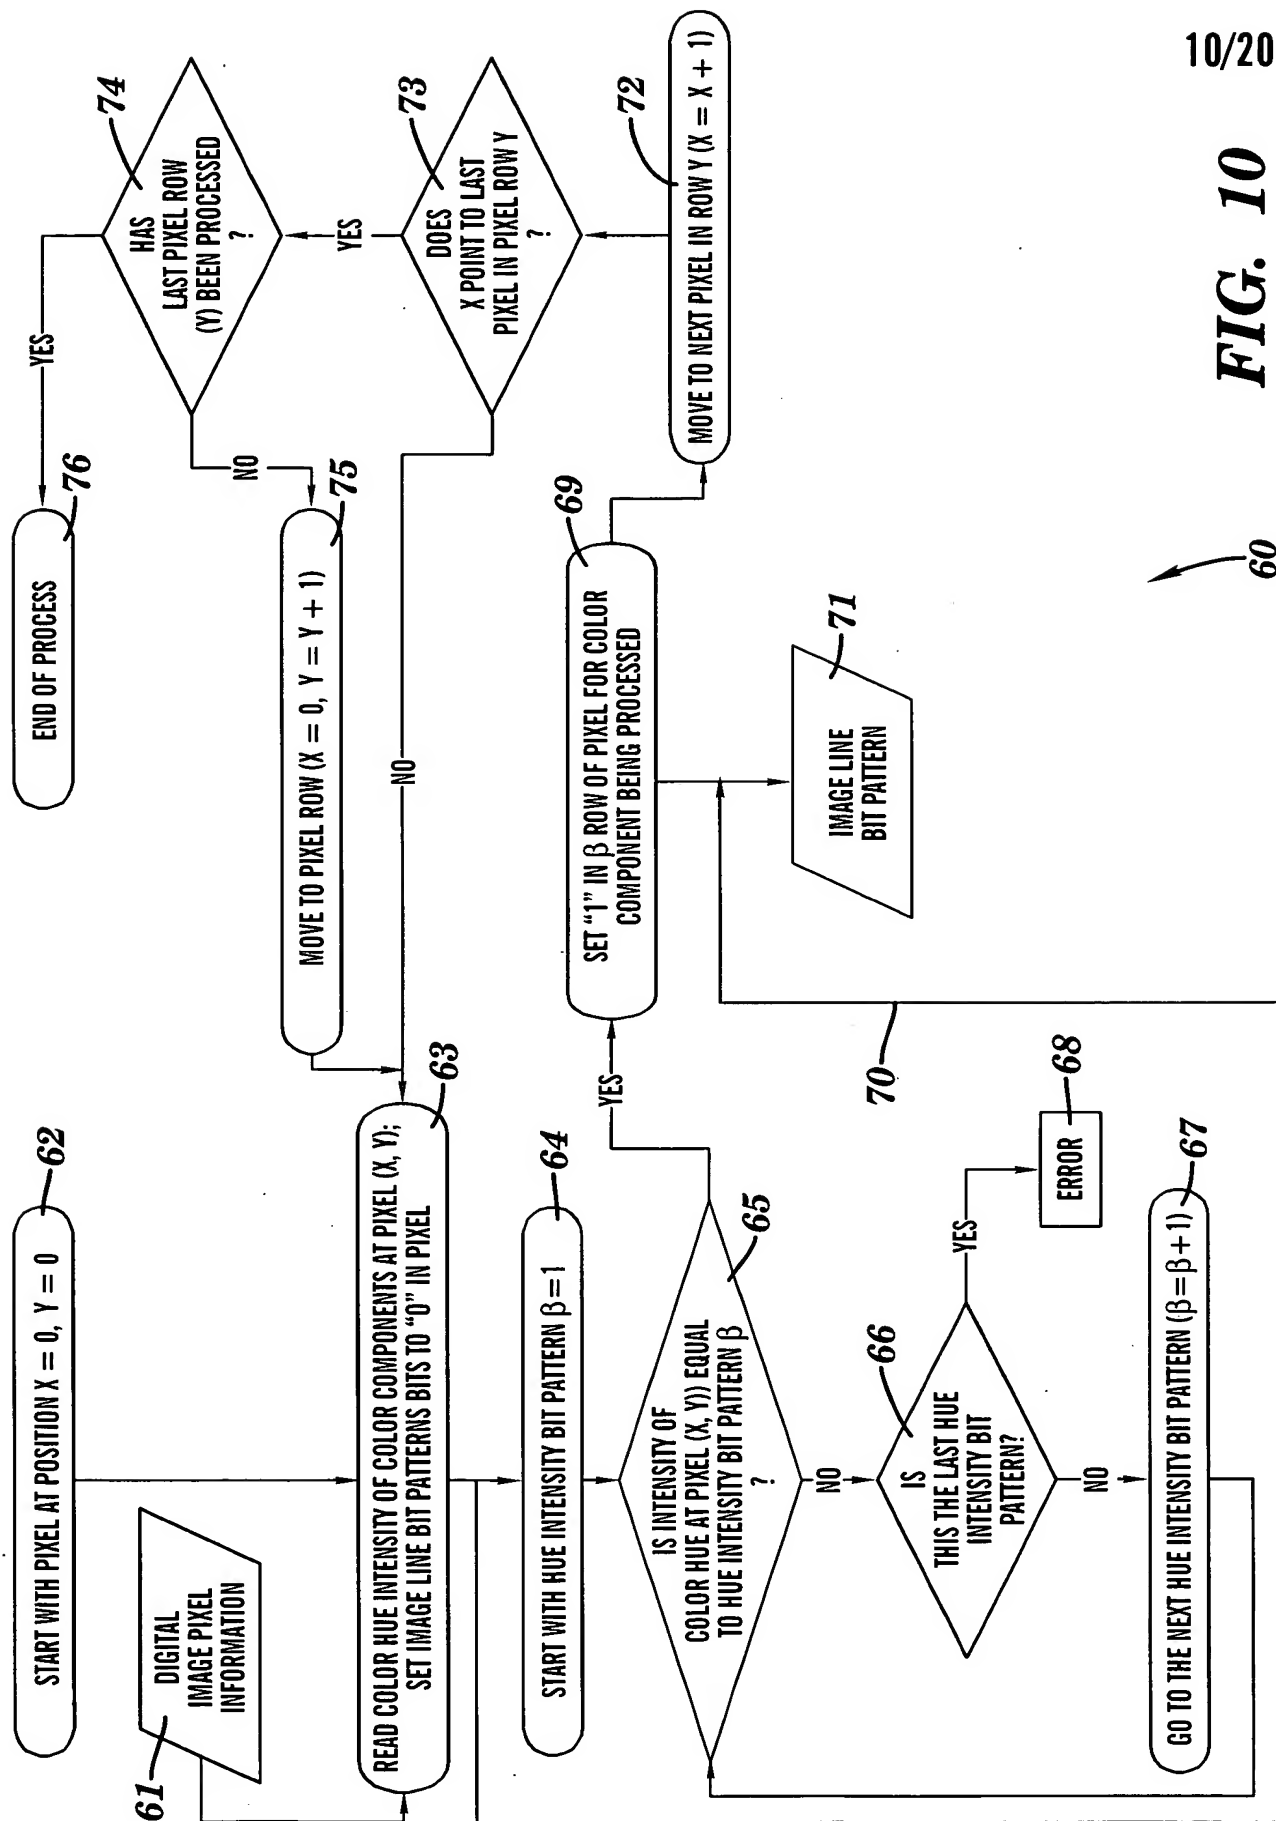 10/20
START WITH PIXEL AT POSITION X = 0, Y = 0
62
DIGITAL
IMAGE PIXEL
INFORMATION
61
READ COLOR HUE INTENSITY OF COLOR COMPONENTS AT PIXEL (X, Y);
SET IMAGE LINE BIT PATTERNS BITS TO "0" IN PIXEL
63
START WITH HUE INTENSITY BIT PATTERN β=1
64
IS INTENSITY OF
COLOR HUE AT PIXEL (X, Y)) EQUAL
TO HUE INTENSITY BIT PATTERN β
?
65
YES
NO
IS
THIS THE LAST HUE
INTENSITY BIT
PATTERN?
66
YES
ERROR
68
NO
GO TO THE NEXT HUE INTENSITY BIT PATTERN (β=β+1)
67
SET "1" IN β ROW OF PIXEL FOR COLOR
COMPONENT BEING PROCESSED
69
70
IMAGE LINE
BIT PATTERN
71
MOVE TO NEXT PIXEL IN ROW Y (X = X + 1)
72
DOES
X POINT TO LAST
PIXEL IN PIXEL ROW Y
?
73
NO
YES
HAS
LAST PIXEL ROW
(Y) BEEN PROCESSED
?
74
NO
MOVE TO PIXEL ROW (X = 0, Y = Y + 1)
75
YES
END OF PROCESS
76
60
FIG. 10